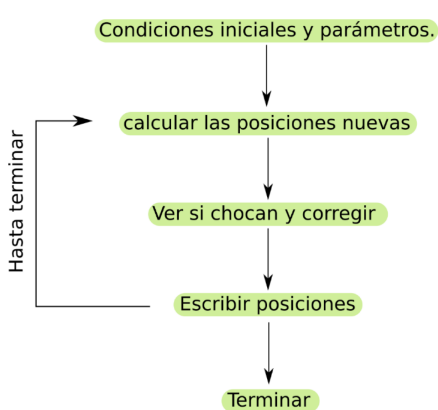 Condiciones iniciales y parámetros.
calcular las posiciones nuevas
Ver si chocan y corregir
Escribir posiciones
Terminar
Hasta terminar